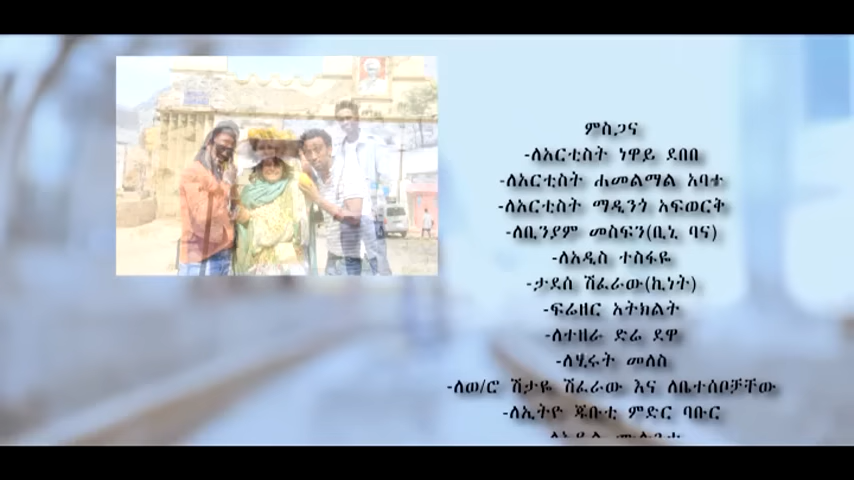 ምስጋና
-ለአርቲስት ነዋይ ደበበ
-ለአርቲስት ሐመልማል አባተ
-ለአርቲስት ማዲንጎ አፍወርቅ
-ለቢንያም መስፍን(ቢኒ ባና)
-ለአዲስ ተስፋዬ
-ታደሰ ሽፈራው(ኪነት)
-ፍሬዘር አትክልት
-ለተዘራ ድሬ ደዋ
-ለሂሩት መለስ
-ለወ/ሮ ሽታዬ ሽፈራው እና ለቤተሰቦቻቸው
-ለኢትዮ ጁቡቲ ምድር ባቡር